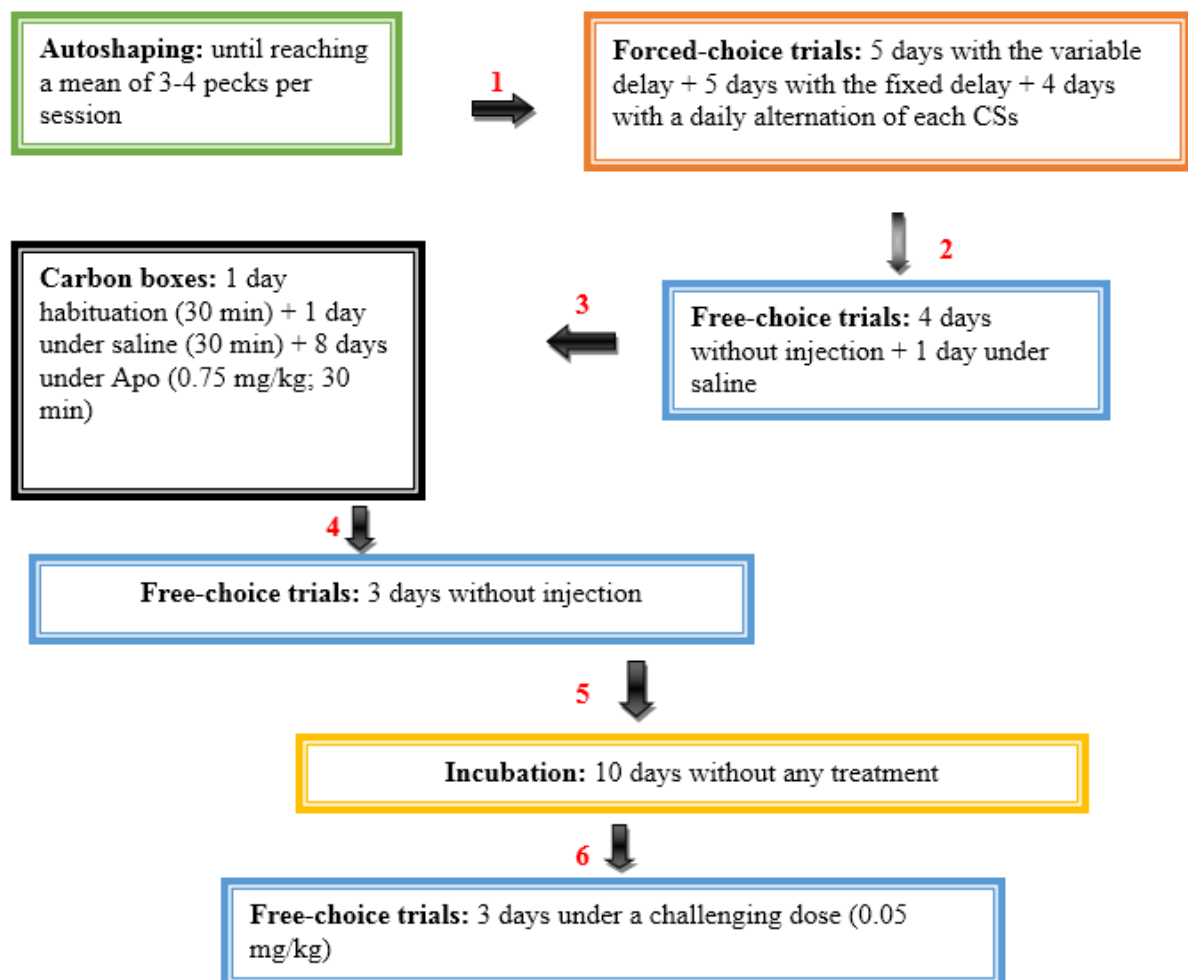 Autoshaping: until reaching
a mean of 3-4 pecks per
session
1
Forced-choice trials: 5 days with the variable
delay + 5 days with the fixed delay + 4 days
with a daily alternation of each CSs
2
Free-choice trials: 4 days
without injection + 1 day under
saline
3
Carbon boxes: 1 day
habituation (30 min) + 1 day
under saline (30 min) + 8 days
under Apo (0.75 mg/kg; 30
min)
4
Free-choice trials: 3 days without injection
5
Incubation: 10 days without any treatment
6
Free-choice trials: 3 days under a challenging dose (0.05
mg/kg)